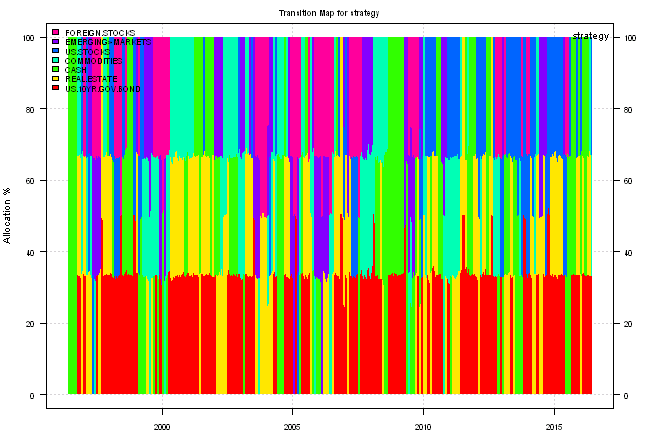 Transition Map for strategy
strategy
FOREIGN.STOCKS
EMERGING>MARKETS
US.STOCKS
COMMODITIES
CASH
REAL.ESTATE
US.10YR.GOV.BOND
Allocation %
100
80
60
40
20
0
100
80
60
40
20
0
2000 2005 2010 2015